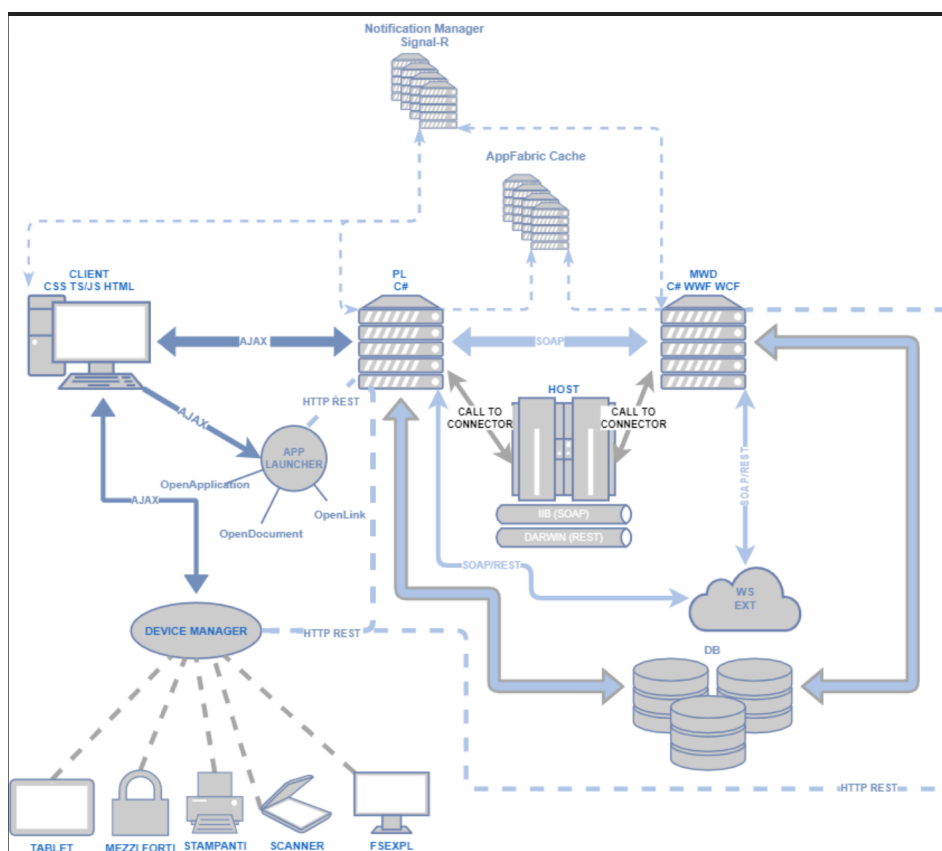 Notification Manager
Signal-R
AppFabric Cache
CLIENT
CSS TS/JS HTML
PL
C#
MWD
C# WWF WCF
AJAX
SOAP
HTTP REST
HOST
CALL TO
CONNECTOR
CALL TO
CONNECTOR
AJAX
APP
LAUNCHER
OpenApplication
OpenLink
OpenDocument
AJAX
SOAP/REST
IIB (SOAP)
DARWIN (REST)
SOAP/REST
WS
EXT
DEVICE MANAGER
HTTP REST
DB
HTTP REST
TABLET
MEZZI FORTI
STAMPANTI
SCANNER
FSEXPL